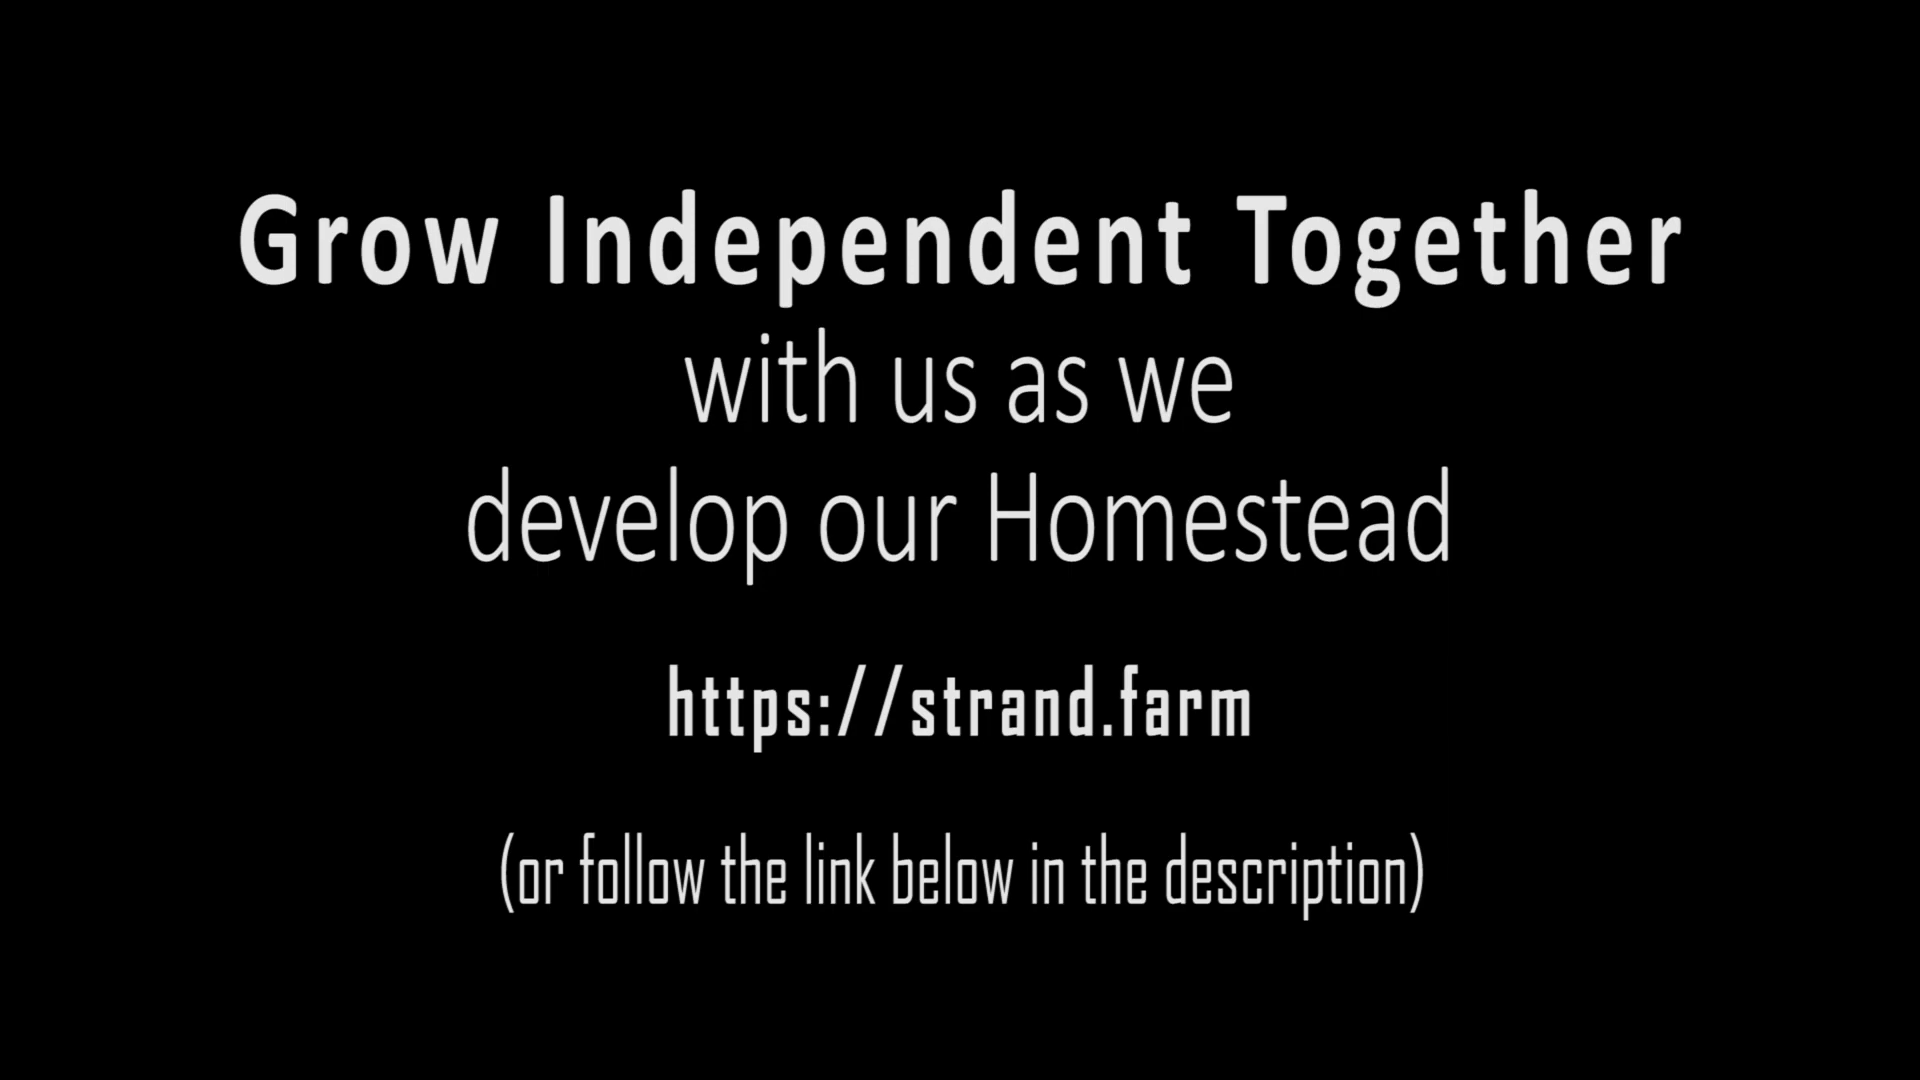 Grow Independent Together
with us as we
develop our Homestead
https://strand.farm
(or follow the link below in the description)